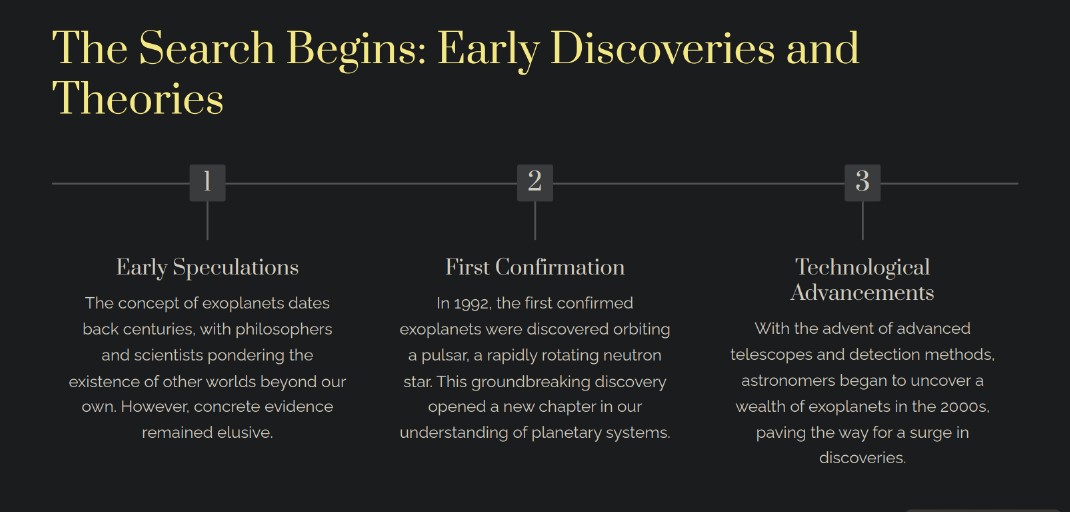 The Search Begins: Early Discoveries and
Theories
1
2
3
Early Speculations
The concept of exoplanets dates
back centuries, with philosophers
and scientists pondering the
existence of other worlds beyond our
own. However, concrete evidence
remained elusive.
First Confirmation
In 1992, the first confirmed
exoplanets were discovered orbiting
a pulsar, a rapidly rotating neutron
star. This groundbreaking discovery
opened a new chapter in our
understanding of planetary systems.
Technological
Advancements
With the advent of advanced
telescopes and detection methods,
astronomers began to uncover a
wealth of exoplanets in the 2000s,
paving the way for a surge in
discoveries.